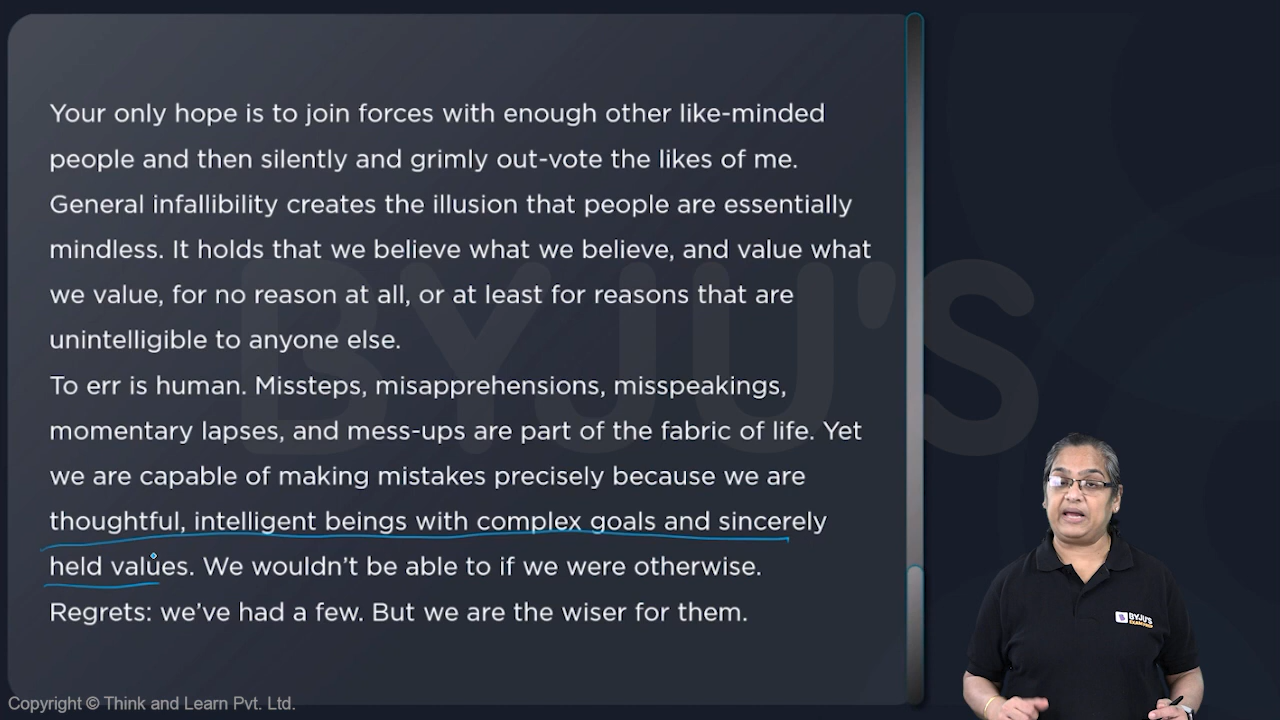 Your only hope is to join forces with enough other like-minded
people and then silently and grimly out-vote the likes of me.
General infallibility creates the illusion that people are essentially
mindless. It holds that we believe what we believe, and value what
we value, for no reason at all, or at least for reasons that are
unintelligible to anyone else.
To err is human. Missteps, misapprehensions, misspeakings,
momentary lapses, and mess-ups are part of the fabric of life. Yet
we are capable of making mistakes precisely because we are
thoughtful, intelligent beings with complex goals and sincerely
held values. We wouldn't be able to if we were otherwise.
Regrets: we've had a few. But we are the wiser for them.
BYJU'S
BYJU'S
EXAM PREP
Copyright © Think and Learn Pvt. Ltd.